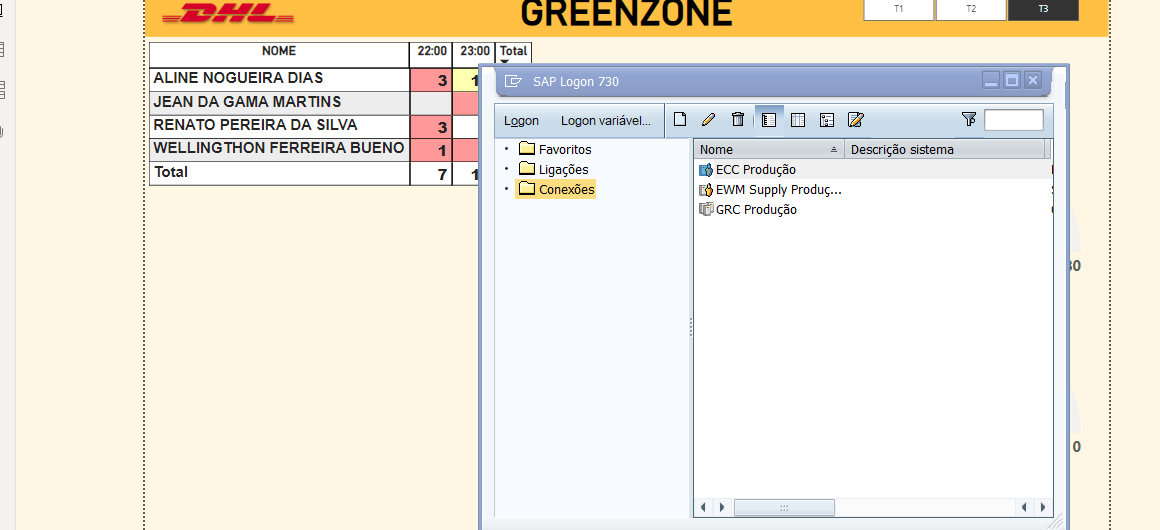 DHL
GREENZONE
T1 T2 T3
NOME 22:00 23:00 Total
ALINE NOGUEIRA DIAS 3 1
JEAN DA GAMA MARTINS
RENATO PEREIRA DA SILVA 3
WELLINGTHON FERREIRA BUENO 1
Total 7 1
SAP Logon 730
Logon Logon variável...
Favoritos
Ligações
Conexões
Nome Descrição sistema
ECC Produção
EWM Supply Produç...
GRC Produção
0